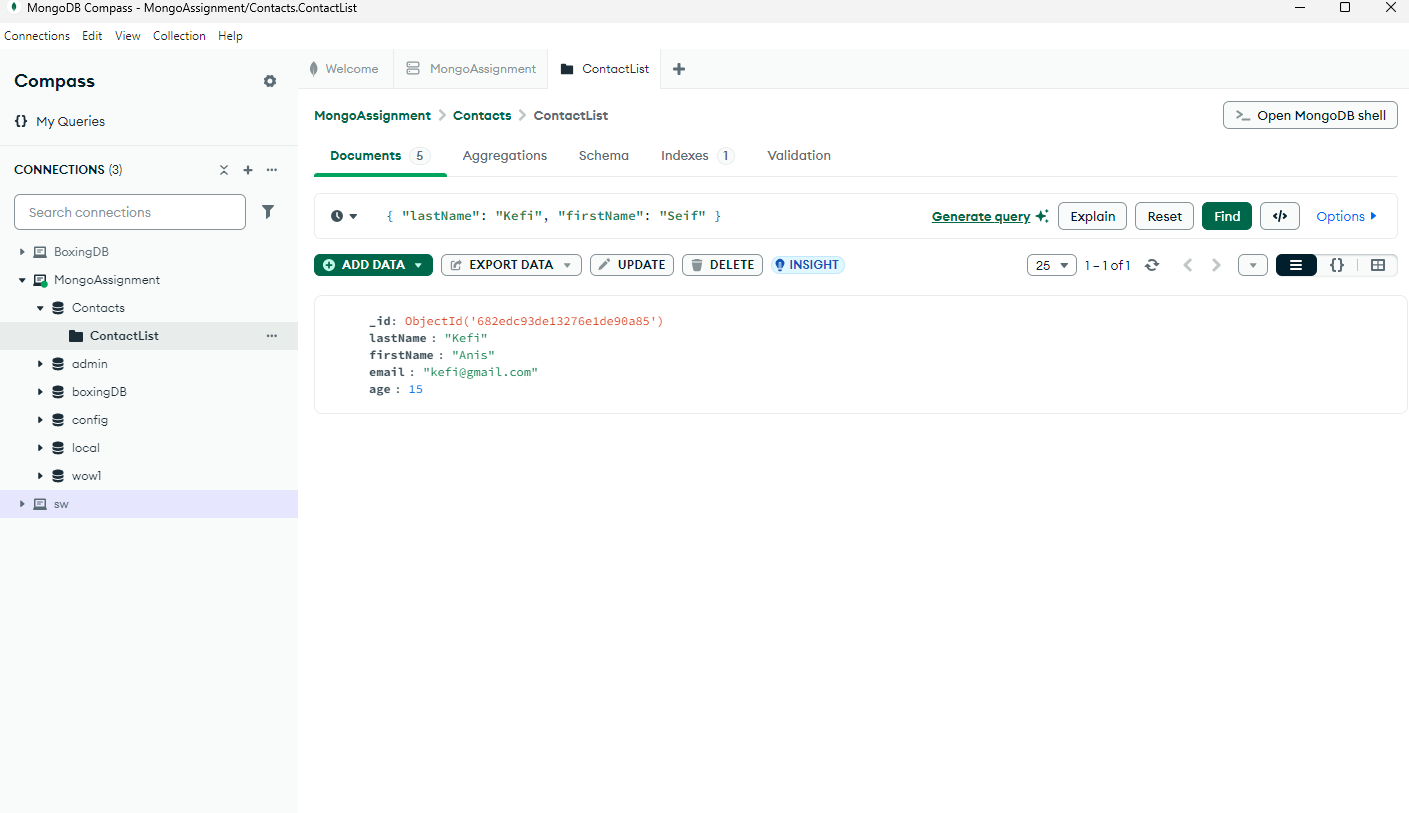 MongoDB Compass - MongoAssignment/Contacts.ContactList
Connections Edit View Collection Help
Compass
{} My Queries
CONNECTIONS (3)
Search connections
BoxingDB
MongoAssignment
Contacts
ContactList
admin
boxingDB
config
local
wow1
sw
Welcome MongoAssignment ContactList
MongoAssignment > Contacts > ContactList
>_ Open MongoDB shell
Documents 5 Aggregations Schema Indexes 1 Validation
{ "lastName": "Kefi", "firstName": "Seif" }
Generate query Explain Reset Find </> Options
ADD DATA EXPORT DATA UPDATE DELETE INSIGHT
25 1 – 1 of 1 {}
_id: ObjectId('682edc93de13276e1de90a85')
lastName : "Kefi"
firstName : "Anis"
email : "kefi@gmail.com"
age : 15